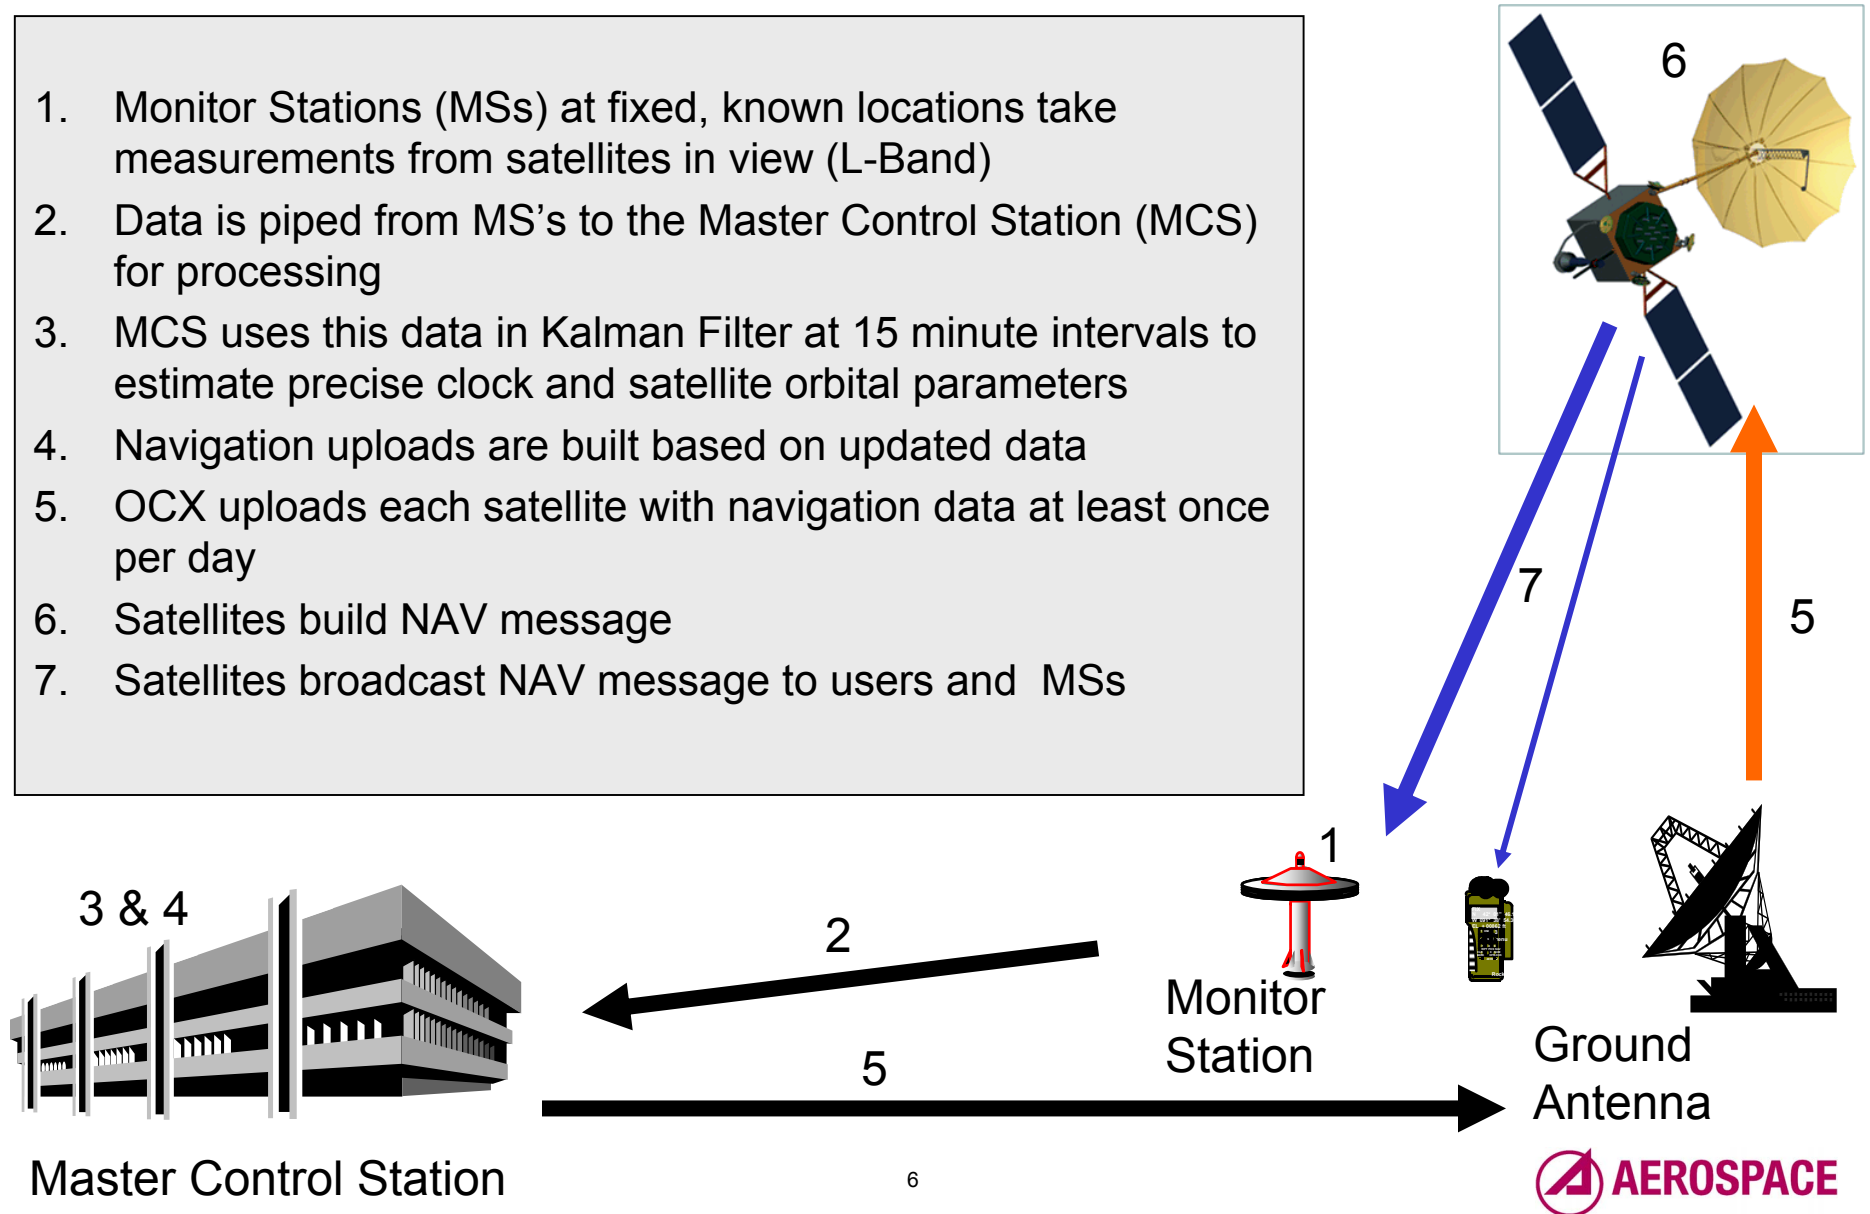 1. Monitor Stations (MSs) at fixed, known locations take
measurements from satellites in view (L-Band)
2. Data is piped from MS's to the Master Control Station (MCS)
for processing
3. MCS uses this data in Kalman Filter at 15 minute intervals to
estimate precise clock and satellite orbital parameters
4. Navigation uploads are built based on updated data
5. OCX uploads each satellite with navigation data at least once
per day
6. Satellites build NAV message
7. Satellites broadcast NAV message to users and  MSs
6
7
5
1
3 & 4
2
Monitor
Station
5
Ground
Antenna
Master Control Station
6
AEROSPACE